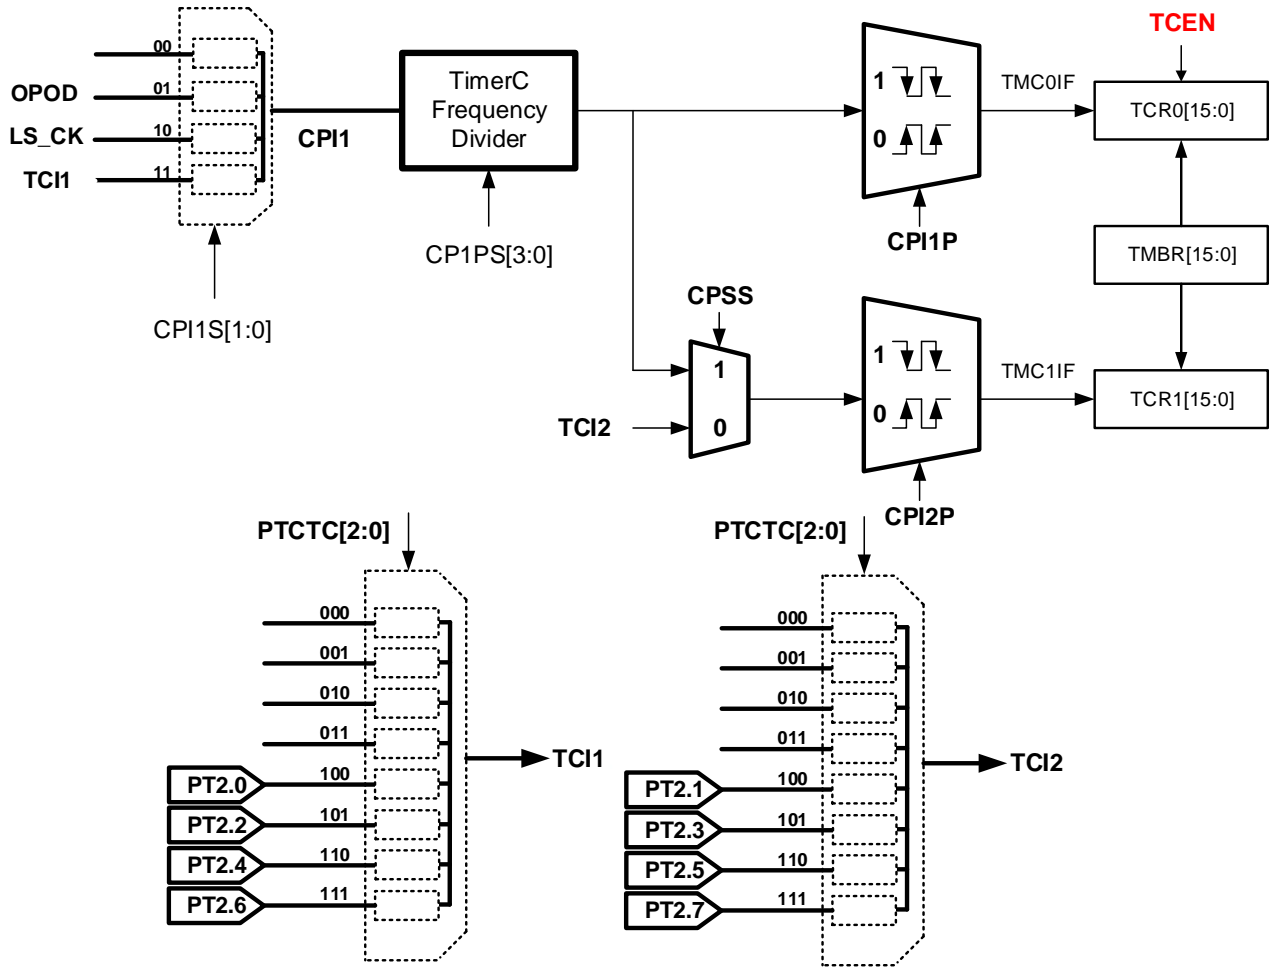 TCEN
00
OPOD
01
LS_CK
10
TCI1
11
CPI1
TimerC
Frequency
Divider
CPI1S[1:0]
CP1PS[3:0]
1
0
CPI1P
TMC0IF
TCR0[15:0]
TMBR[15:0]
CPSS
1
0
TCI2
1
0
CPI2P
TMC1IF
TCR1[15:0]
PTCTC[2:0]
000
001
010
011
PT2.0
100
PT2.2
101
PT2.4
110
PT2.6
111
TCI1
PTCTC[2:0]
000
001
010
011
PT2.1
100
PT2.3
101
PT2.5
110
PT2.7
111
TCI2